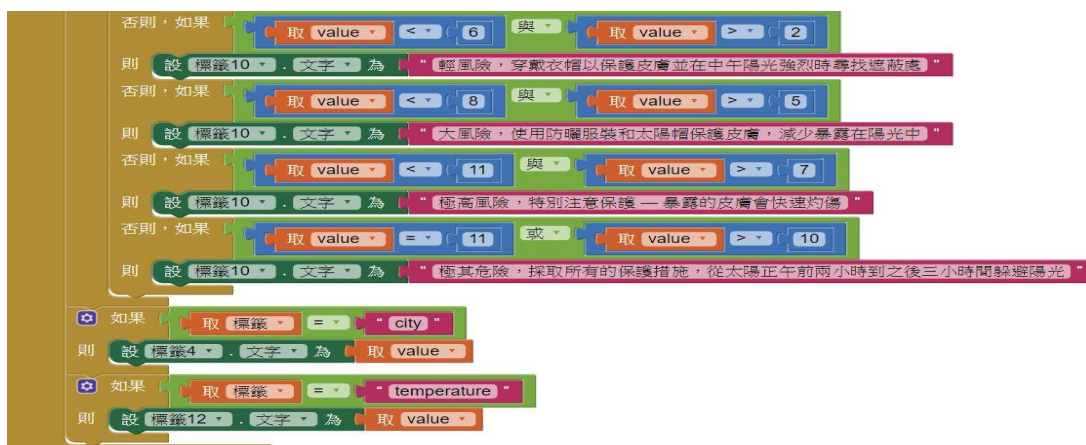 否則，如果 取 value < 6 與 取 value > 2
則 設 標籤10 . 文字 為 " 輕風險，穿戴衣帽以保護皮膚並在中午陽光強烈時尋找遮蔽處 "
否則，如果 取 value < 8 與 取 value > 5
則 設 標籤10 . 文字 為 " 大風險，使用防曬服裝和太陽帽保護皮膚，減少暴露在陽光中 "
否則，如果 取 value < 11 與 取 value > 7
則 設 標籤10 . 文字 為 " 極高風險，特別注意保護 — 暴露的皮膚會快速灼傷 "
否則，如果 取 value = 11 或 取 value > 10
則 設 標籤10 . 文字 為 " 極其危險，採取所有的保護措施，從太陽正午前兩小時到之後三小時間躲避陽光 "
如果 取 標籤 = " city "
則 設 標籤4 . 文字 為 取 value
如果 取 標籤 = " temperature "
則 設 標籤12 . 文字 為 取 value